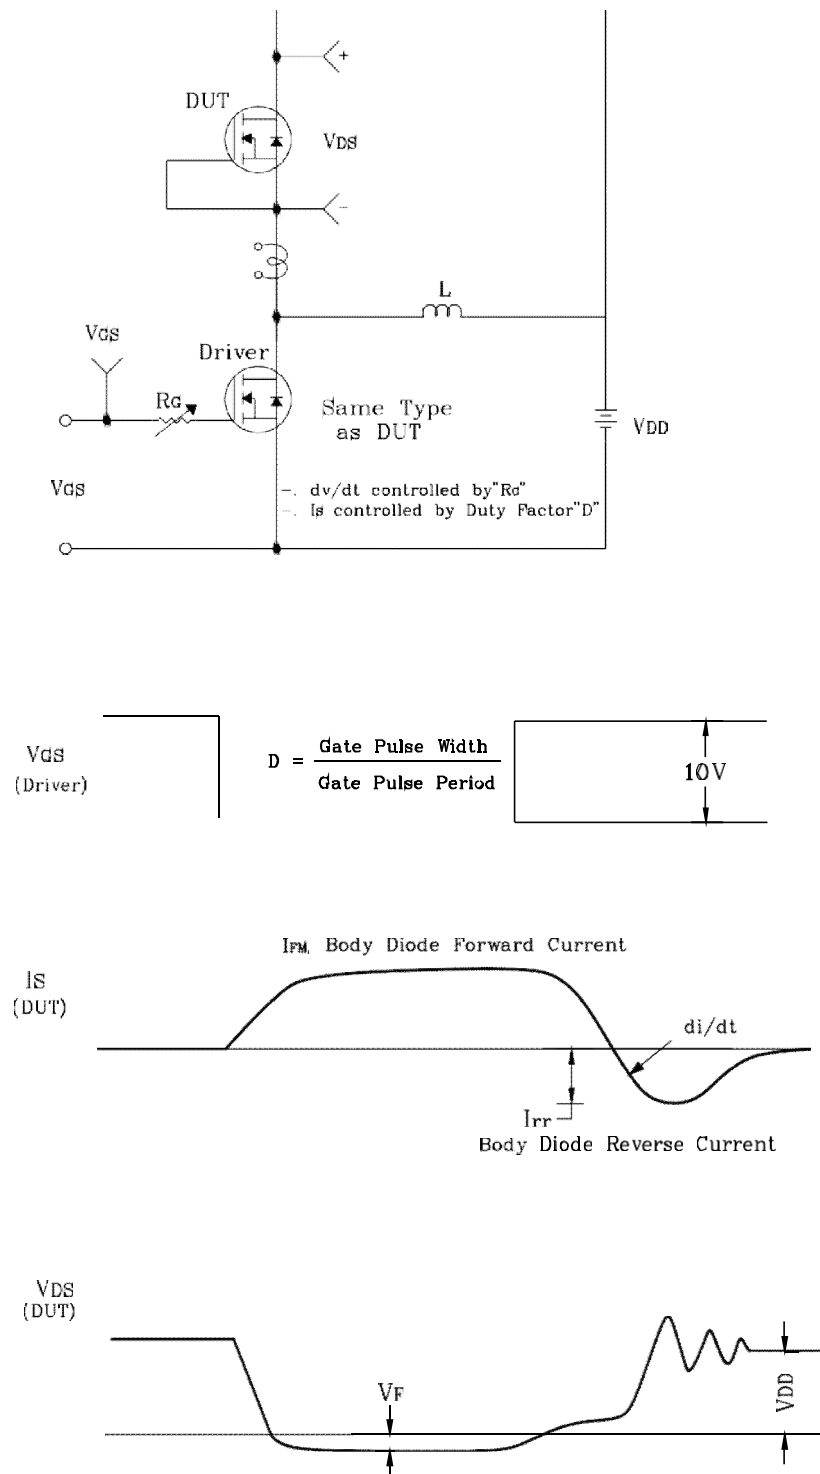 +
DUT
VDS
−
L
VGS
Driver
RG
Same Type
as DUT
VDD
VGS
−. dv/dt controlled by"RG"
−. Is controlled by Duty Factor"D"
VGS
(Driver)
D = Gate Pulse Width
Gate Pulse Period
10V
IFM, Body Diode Forward Current
IS
(DUT)
di/dt
Irr
Body Diode Reverse Current
VDS
(DUT)
VF
VDD